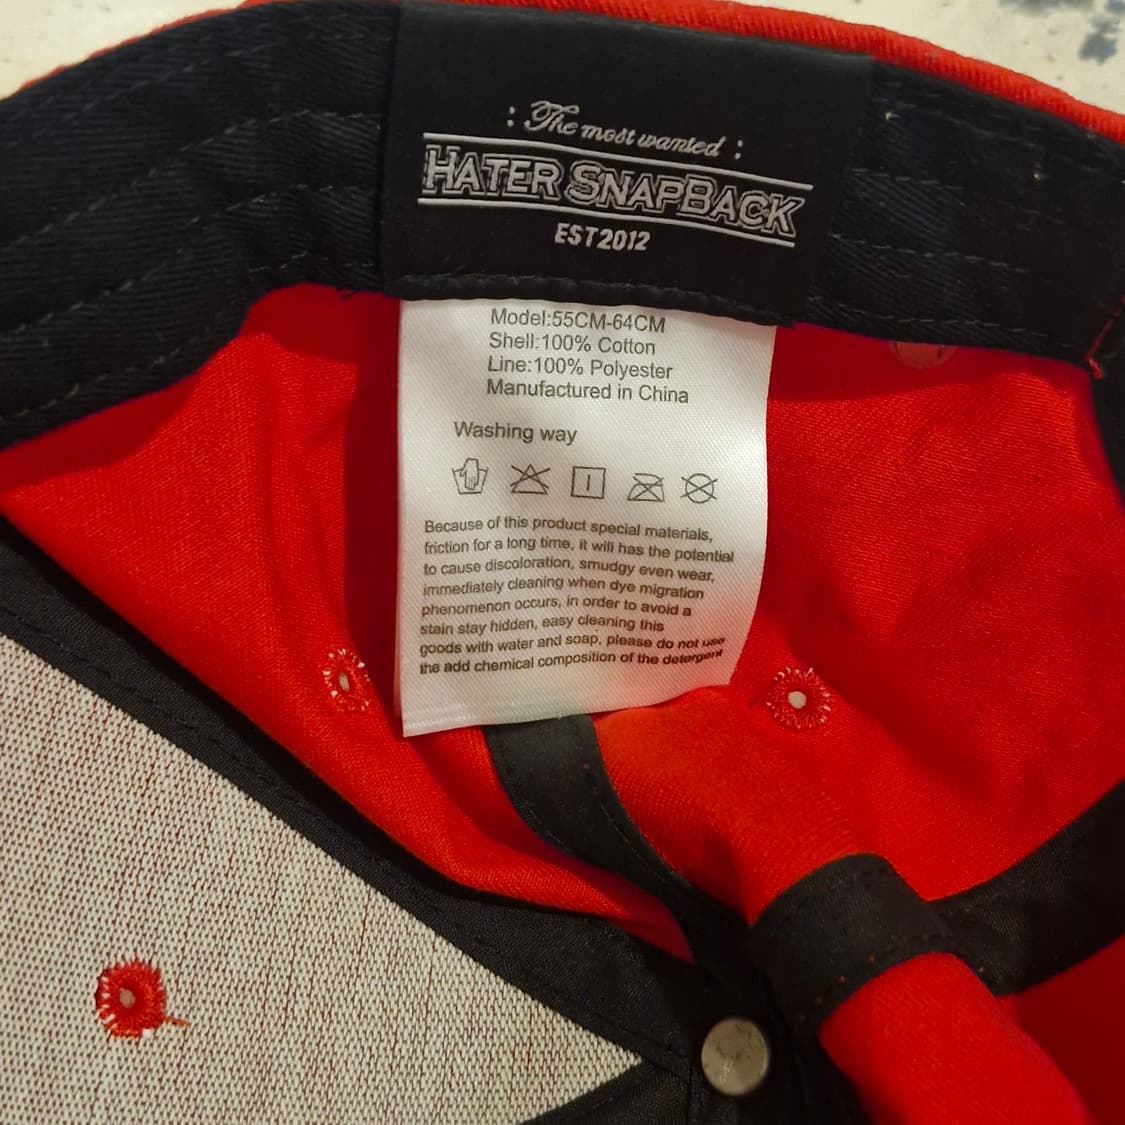 : The most wanted :
HATER SNAPBACK
EST 2012
Model:55CM-64CM
Shell:100% Cotton
Line:100% Polyester
Manufactured in China
Washing way
Because of this product special materials,
friction for a long time, it will has the potential
to cause discoloration, smudgy even wear,
immediately cleaning when dye migration
phenomenon occurs, in order to avoid a
stain stay hidden, easy cleaning this
goods with water and soap, please do not use
the add chemical composition of the detergent